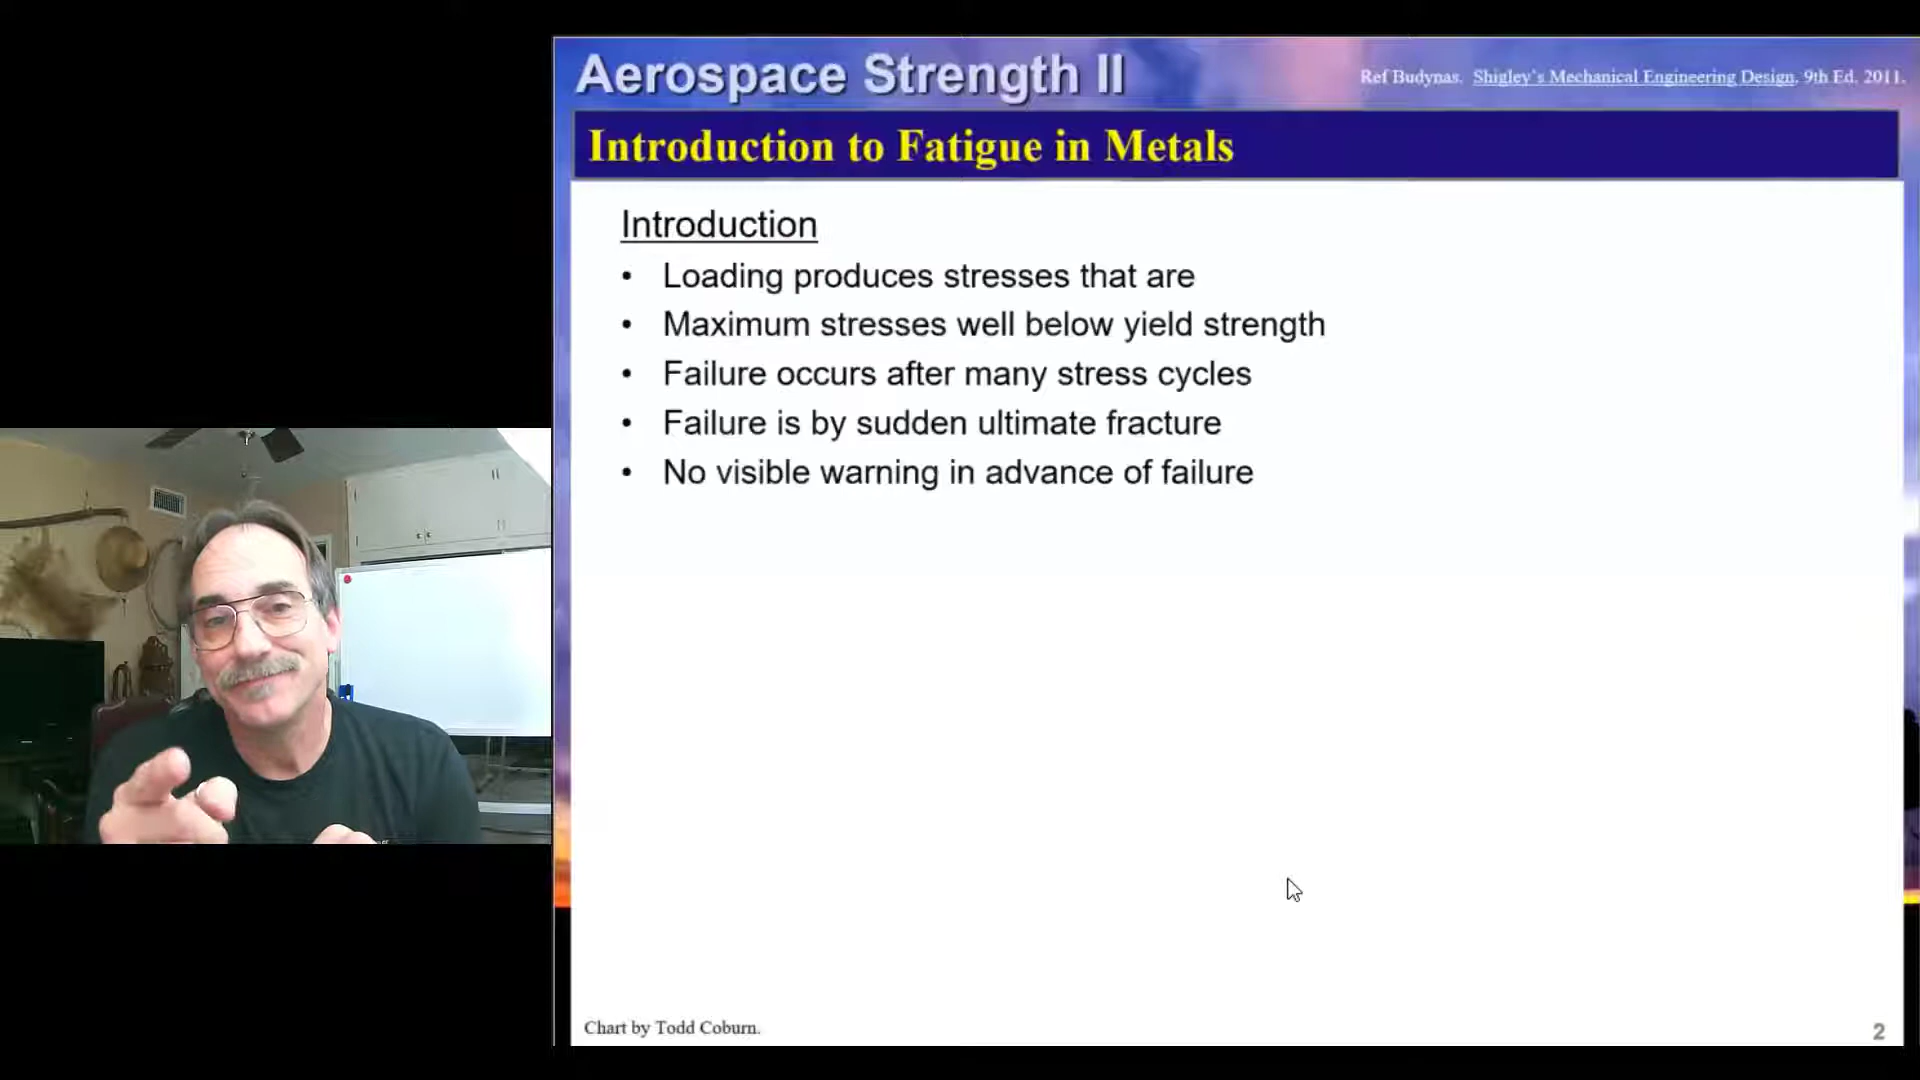 Aerospace Strength II
Ref Budynas. Shigley's Mechanical Engineering Design, 9th Ed. 2011.
Introduction to Fatigue in Metals
Introduction
• Loading produces stresses that are
• Maximum stresses well below yield strength
• Failure occurs after many stress cycles
• Failure is by sudden ultimate fracture
• No visible warning in advance of failure
Chart by Todd Coburn.
2